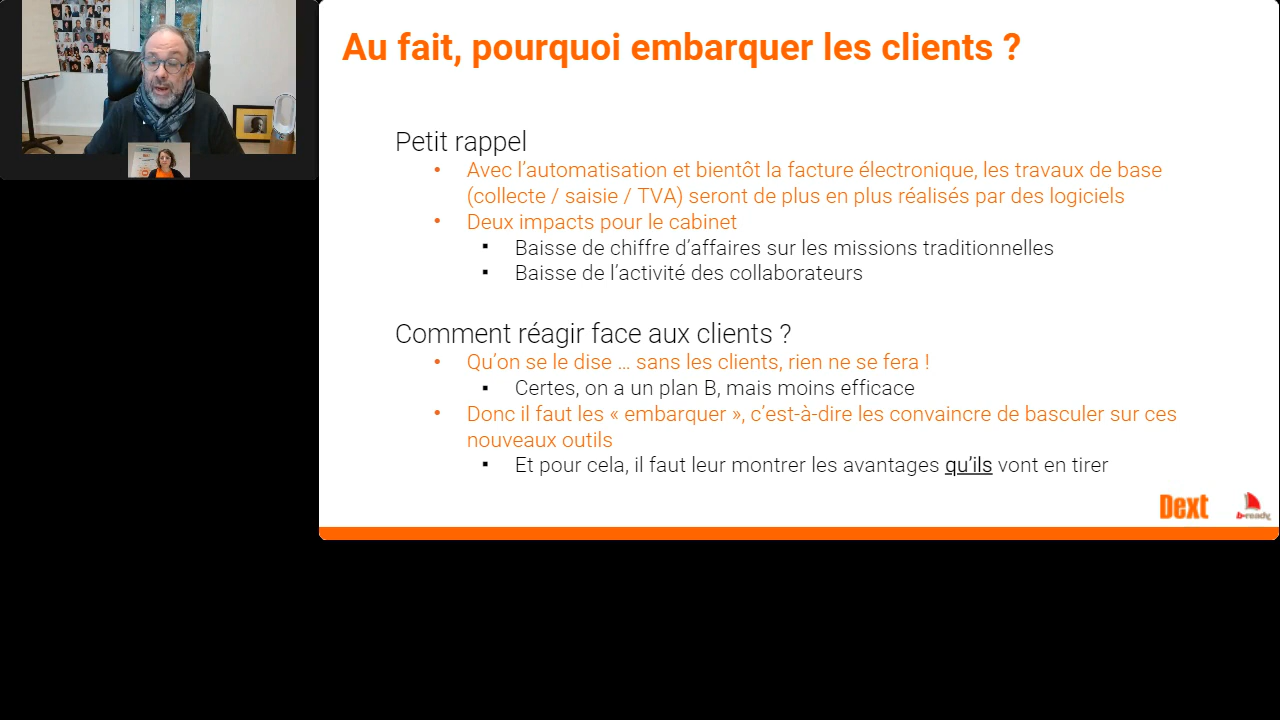 Au fait, pourquoi embarquer les clients ?
Petit rappel
• Avec l'automatisation et bientôt la facture électronique, les travaux de base
(collecte / saisie / TVA) seront de plus en plus réalisés par des logiciels
• Deux impacts pour le cabinet
▪ Baisse de chiffre d'affaires sur les missions traditionnelles
▪ Baisse de l'activité des collaborateurs
Comment réagir face aux clients ?
• Qu'on se le dise … sans les clients, rien ne se fera !
▪ Certes, on a un plan B, mais moins efficace
• Donc il faut les « embarquer », c'est-à-dire les convaincre de basculer sur ces
nouveaux outils
▪ Et pour cela, il faut leur montrer les avantages qu'ils vont en tirer
Dext
b-ready